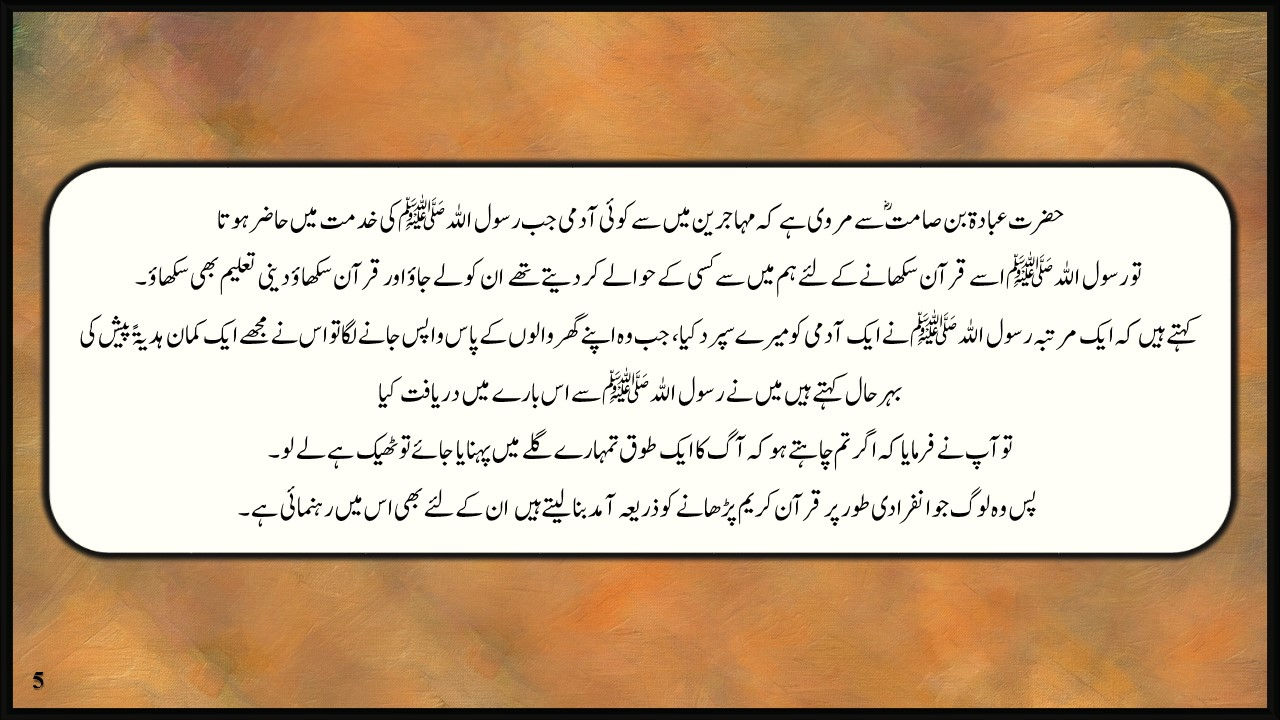 حضرت عبادۃ بن صامتؓ سے مروی ہے کہ مہاجرین میں سے کوئی آدمی جب رسول اللہ ﷺ کی خدمت میں حاضر ہوتا
تو رسول اللہ ﷺ اسے قرآن سکھانے کے لئے ہم میں سے کسی کے حوالے کر دیتے تھے ان کو لے جاؤ اور قرآن سکھاؤ دینی تعلیم بھی سکھاؤ۔
کہتے ہیں کہ ایک مرتبہ رسول اللہ ﷺ نے ایک آدمی کو میرے سپرد کیا، جب وہ اپنے گھر والوں کے پاس واپس جانے لگا تو اس نے مجھے ایک کمان ہدیۃً پیش کی
بہرحال کہتے ہیں میں نے رسول اللہ ﷺ سے اس بارے میں دریافت کیا
تو آپ نے فرمایا کہ اگر تم چاہتے ہو کہ آگ کا ایک طوق تمہارے گلے میں پہنایا جائے تو ٹھیک ہے لے لو۔
پس وہ لوگ جو انفرادی طور پر قرآن کریم پڑھانے کو ذریعہ آمد بنا لیتے ہیں ان کے لئے بھی اس میں رہنمائی ہے۔
5